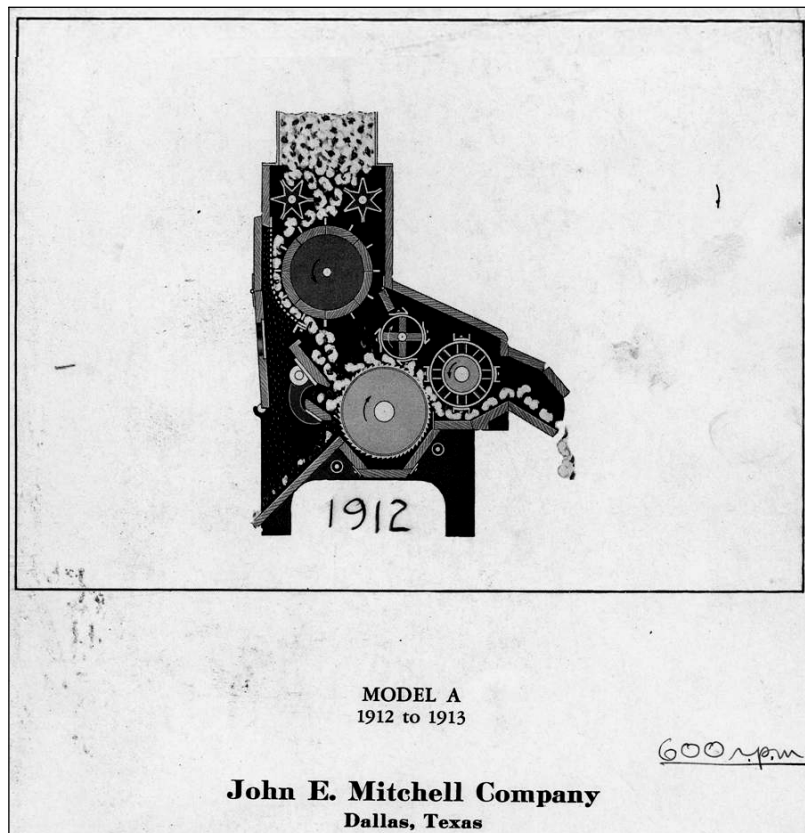 1912
MODEL A
1912 to 1913
600 r.p.m
John E. Mitchell Company
Dallas, Texas